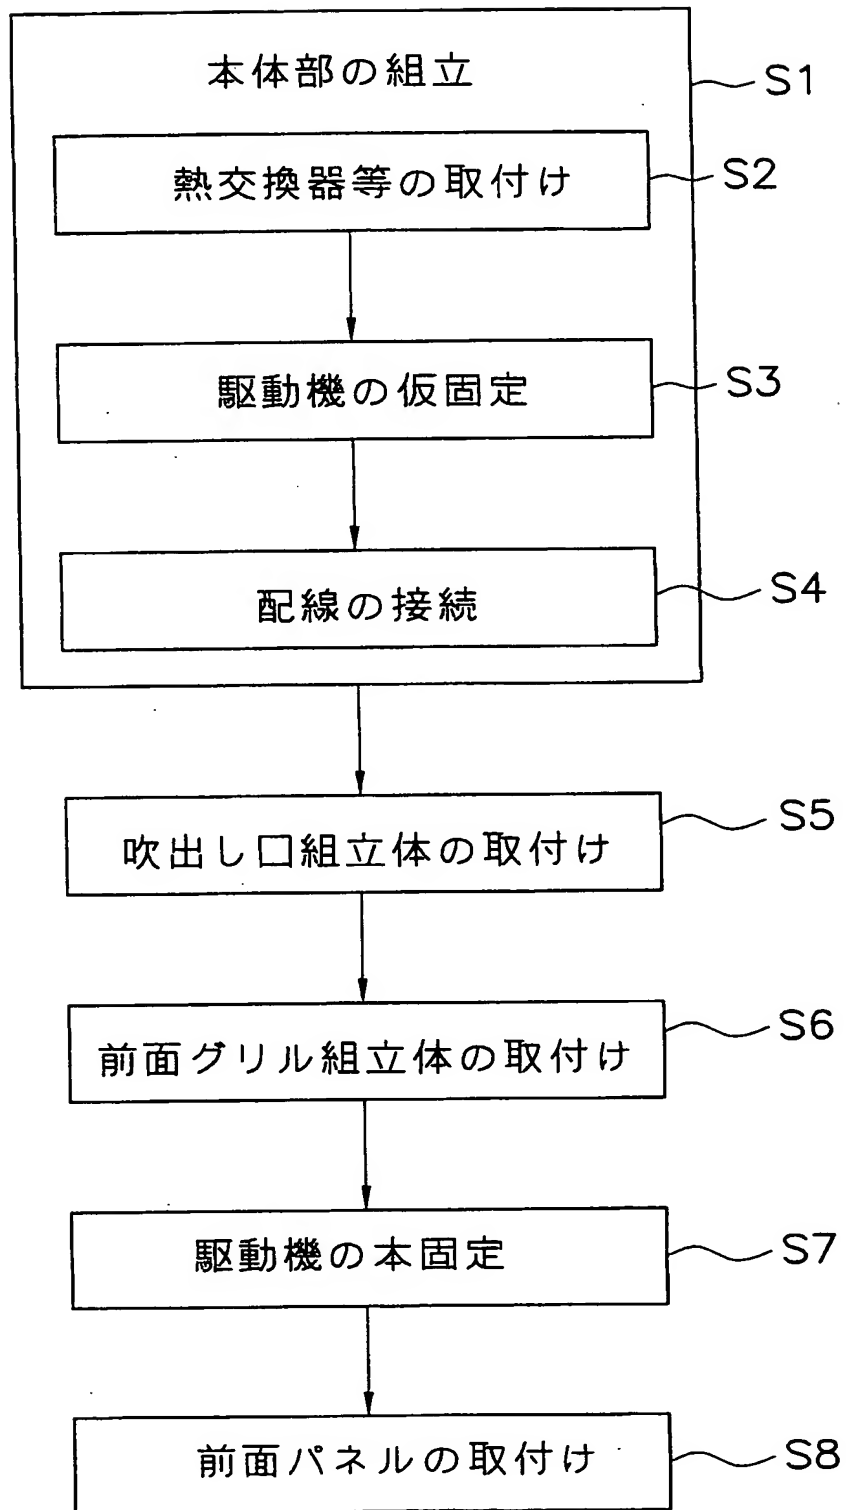 本体部の組立
S1
熱交換器等の取付け
S2
駆動機の仮固定
S3
配線の接続
S4
吹出し口組立体の取付け
S5
前面グリル組立体の取付け
S6
駆動機の本固定
S7
前面パネルの取付け
S8